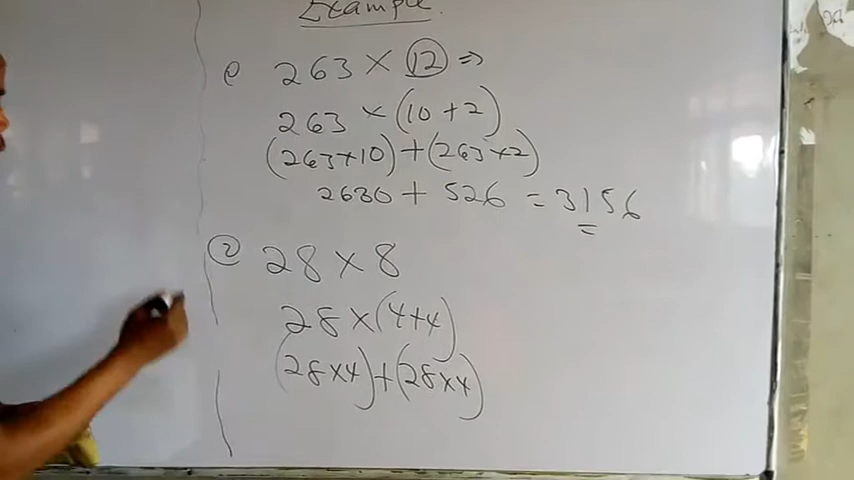 Example
① 263 × 12 ⇒
263 × (10 + 2)
(263×10) + (263×2)
2630 + 526 = 3156
② 28 × 8
28 × (4+4)
(28×4) + (28×4)